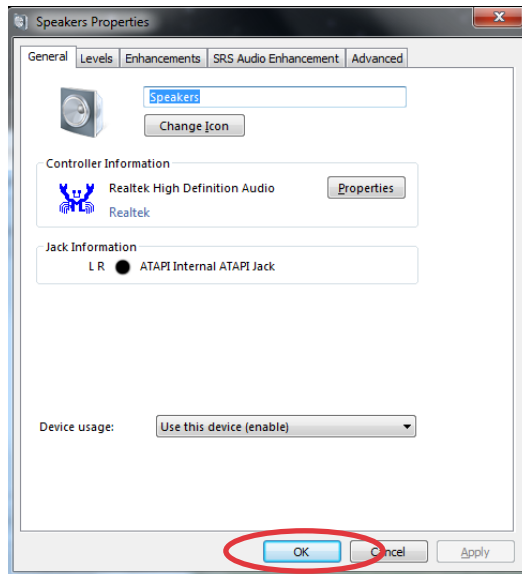 Speakers Properties
General Levels Enhancements SRS Audio Enhancement Advanced
Speakers
Change Icon
Controller Information
Realtek High Definition Audio Properties
Realtek
Jack Information
L R ATAPI Internal ATAPI Jack
Device usage: Use this device (enable)
OK Cancel Apply